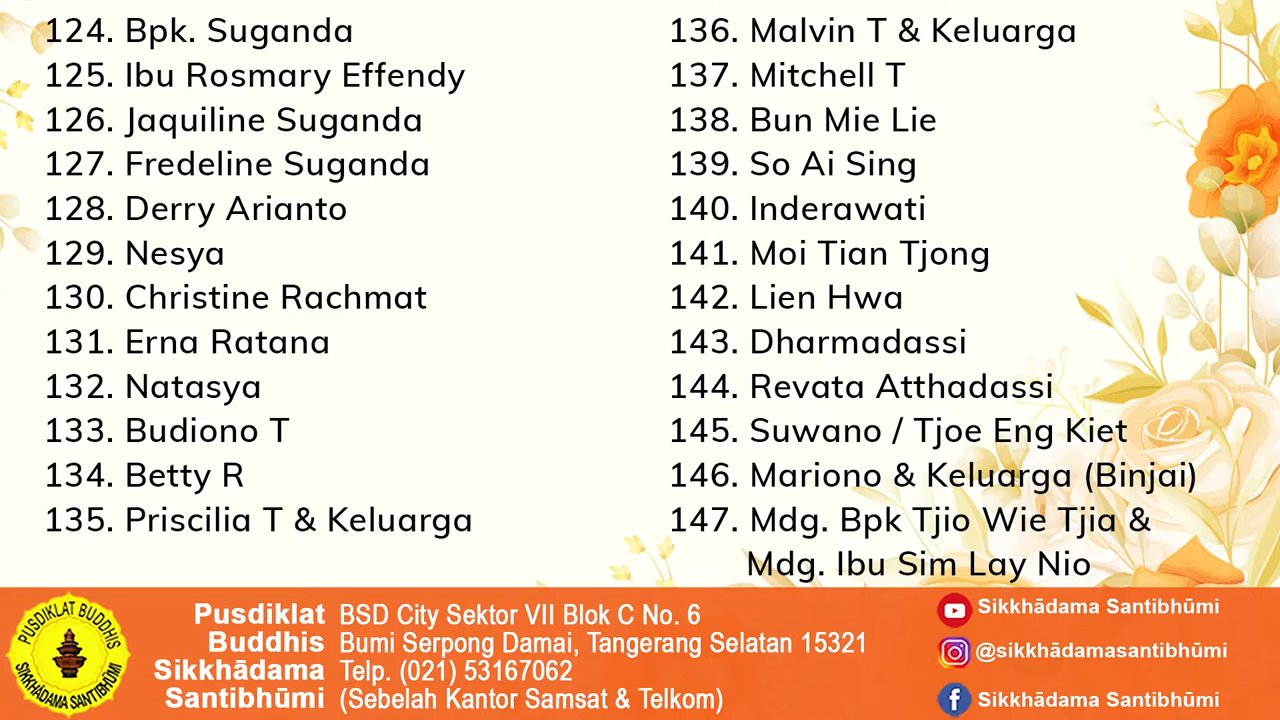 124. Bpk. Suganda
125. Ibu Rosmary Effendy
126. Jaquiline Suganda
127. Fredeline Suganda
128. Derry Arianto
129. Nesya
130. Christine Rachmat
131. Erna Ratana
132. Natasya
133. Budiono T
134. Betty R
135. Priscilia T & Keluarga
136. Malvin T & Keluarga
137. Mitchell T
138. Bun Mie Lie
139. So Ai Sing
140. Inderawati
141. Moi Tian Tjong
142. Lien Hwa
143. Dharmadassi
144. Revata Atthadassi
145. Suwano / Tjoe Eng Kiet
146. Mariono & Keluarga (Binjai)
147. Mdg. Bpk Tjio Wie Tjia &
Mdg. Ibu Sim Lay Nio
PUSDIKLAT BUDDHIS
SIKKHĀDAMA SANTIBHŪMI
Pusdiklat
Buddhis
Sikkhādama
Santibhūmi
BSD City Sektor VII Blok C No. 6
Bumi Serpong Damai, Tangerang Selatan 15321
Telp. (021) 53167062
(Sebelah Kantor Samsat & Telkom)
Sikkhādama Santibhūmi
@sikkhādamasantibhūmi
Sikkhādama Santibhūmi